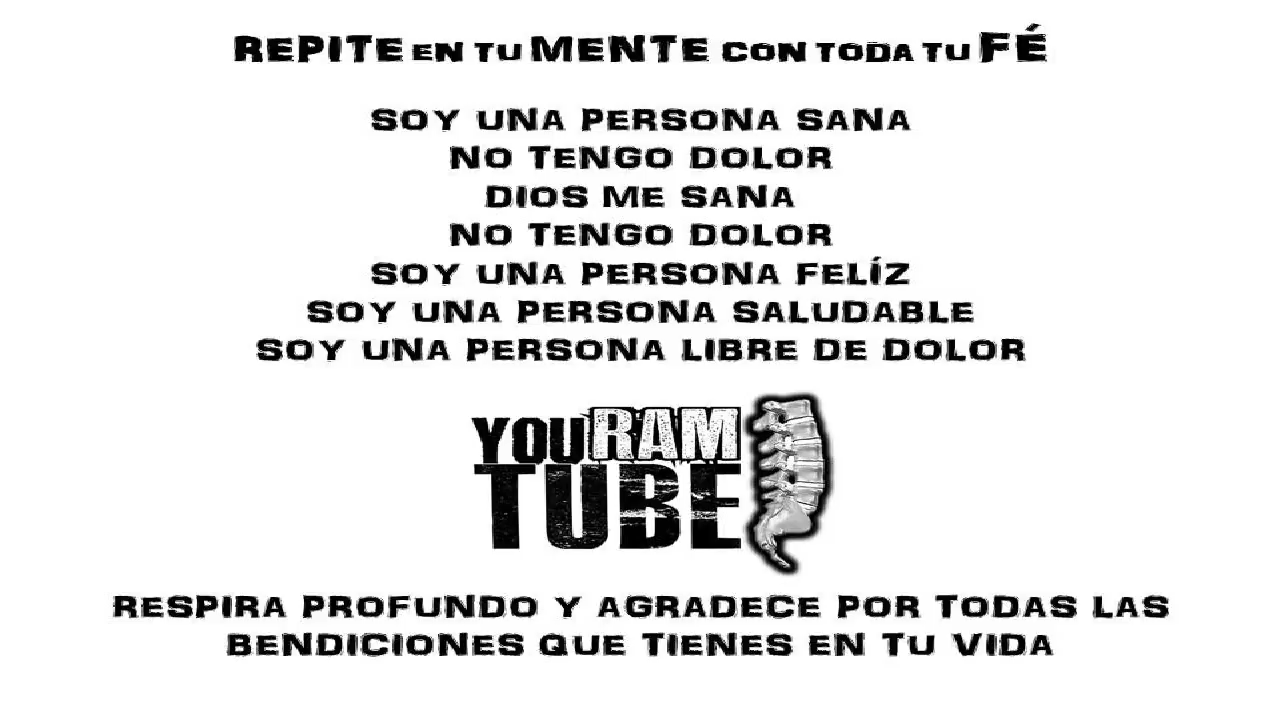 REPITE EN TU MENTE CON TODA TU FÉ
SOY UNA PERSONA SANA
NO TENGO DOLOR
DIOS ME SANA
NO TENGO DOLOR
SOY UNA PERSONA FELÍZ
SOY UNA PERSONA SALUDABLE
SOY UNA PERSONA LIBRE DE DOLOR
YOURAM
TUBE
RESPIRA PROFUNDO Y AGRADECE POR TODAS LAS
BENDICIONES QUE TIENES EN TU VIDA